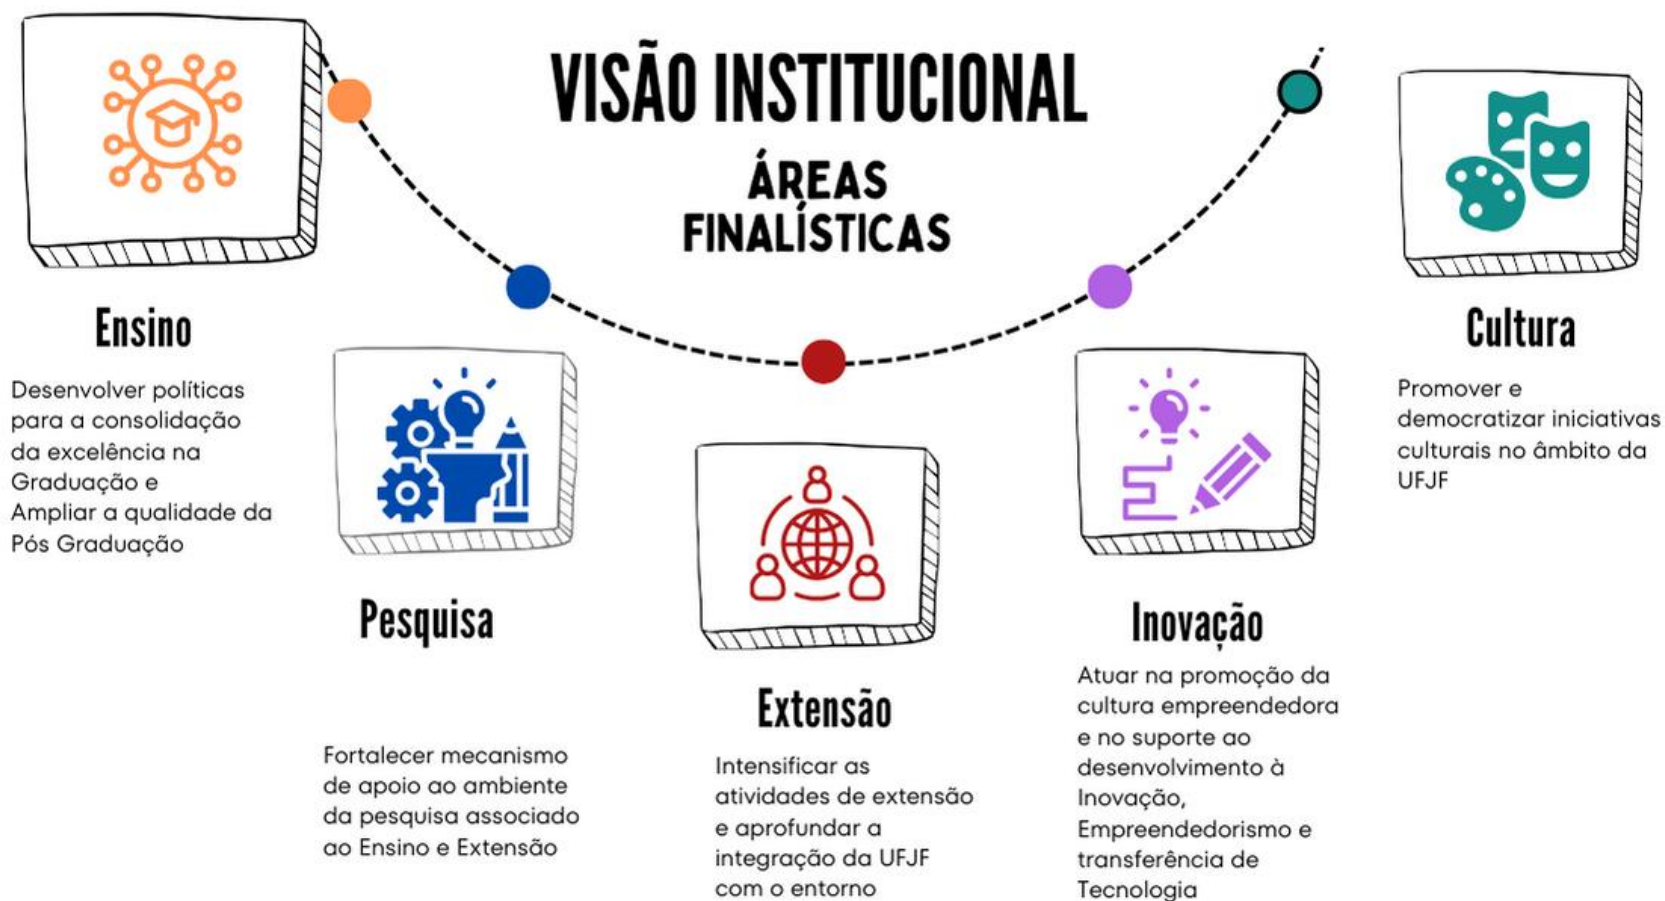 VISÃO INSTITUCIONAL
ÁREAS
FINALÍSTICAS
Ensino
Desenvolver políticas
para a consolidação
da excelência na
Graduação e
Ampliar a qualidade da
Pós Graduação
Pesquisa
Fortalecer mecanismo
de apoio ao ambiente
da pesquisa associado
ao Ensino e Extensão
Extensão
Intensificar as
atividades de extensão
e aprofundar a
integração da UFJF
com o entorno
Inovação
Atuar na promoção da
cultura empreendedora
e no suporte ao
desenvolvimento à
Inovação,
Empreendedorismo e
transferência de
Tecnologia
Cultura
Promover e
democratizar iniciativas
culturais no âmbito da
UFJF